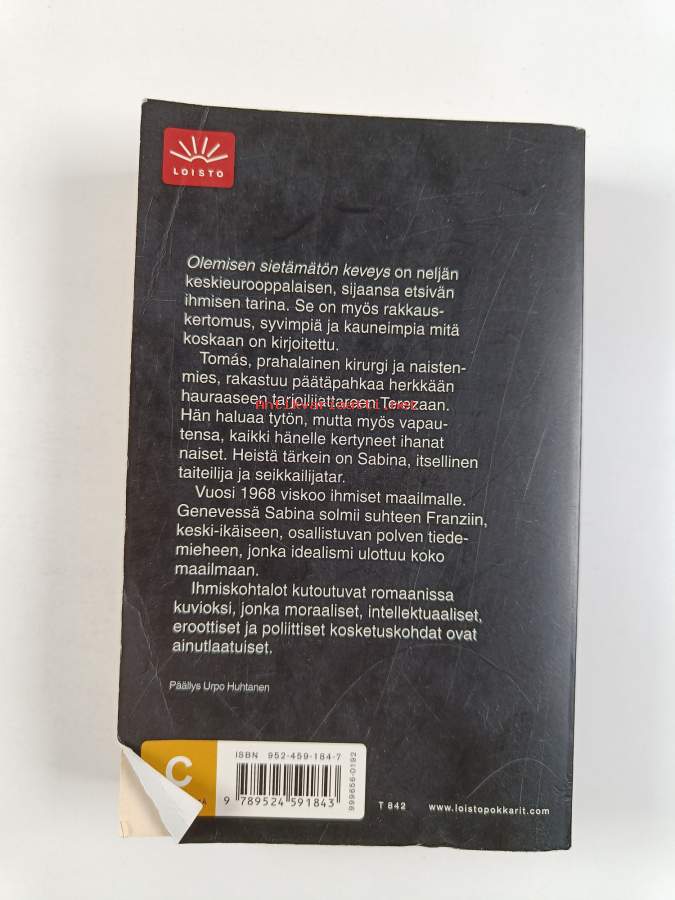 LOISTO
Olemisen sietämätön keveys on neljän
keskieurooppalaisen, sijaansa etsivän
ihmisen tarina. Se on myös rakkaus-
kertomus, syvimpiä ja kauneimpia mitä
koskaan on kirjoitettu.
Tomás, prahalainen kirurgi ja naisten-
mies, rakastuu päätäpahkaa herkkään
hauraaseen tarjoilijattareen Terezaan.
Antikvariaatti.net
Hän haluaa tytön, mutta myös vapau-
tensa, kaikki hänelle kertyneet ihanat
naiset. Heistä tärkein on Sabina, itsellinen
taiteilija ja seikkailijatar.
Vuosi 1968 viskoo ihmiset maailmalle.
Genevessä Sabina solmii suhteen Franziin,
keski-ikäiseen, osallistuvan polven tiede-
mieheen, jonka idealismi ulottuu koko
maailmaan.
Ihmiskohtalot kutoutuvat romaanissa
kuvioksi, jonka moraaliset, intellektuaaliset,
eroottiset ja poliittiset kosketuskohdat ovat
ainutlaatuiset.
Päällys Urpo Huhtanen
C
ISBN 952-459-184-7
9 789524 591843
999656-0192
T 842
www.loistopokkarit.com